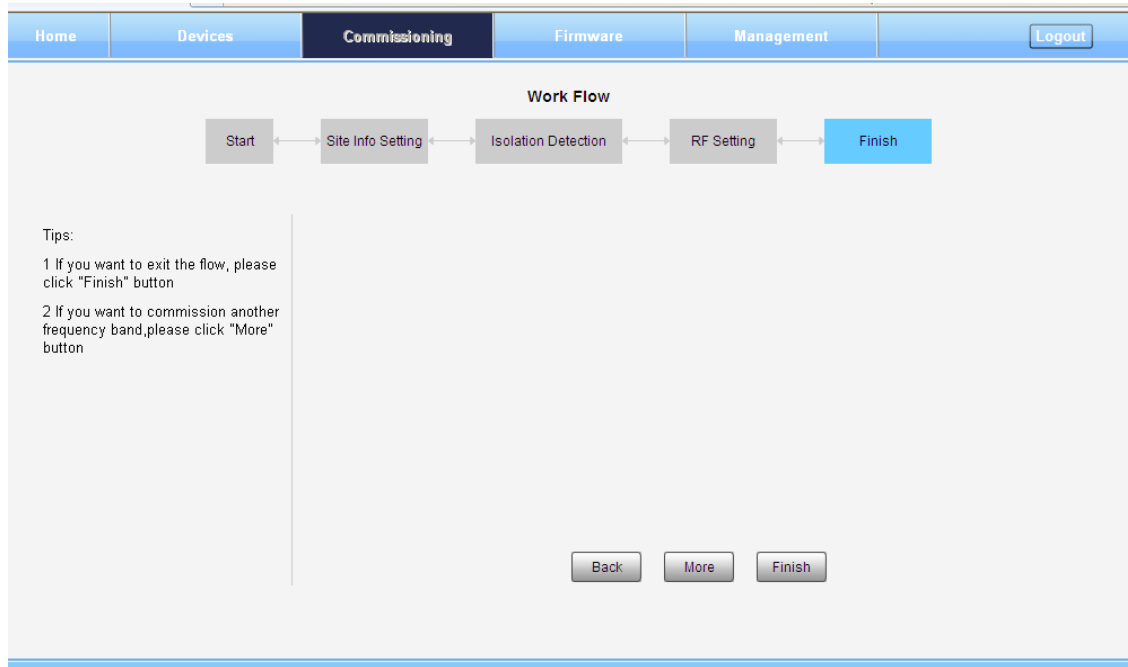 Home Devices Commissioning Firmware Management Logout
Work Flow
Start Site Info Setting Isolation Detection RF Setting Finish
Tips:
1 If you want to exit the flow, please
click "Finish" button
2 If you want to commission another
frequency band,please click "More"
button
Back More Finish